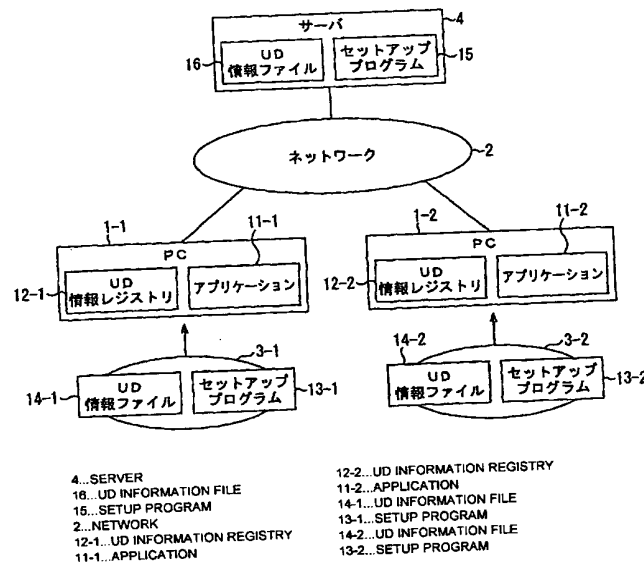 4
サーバ
16
UD
情報ファイル
セットアップ
プログラム
15
ネットワーク
2
1-1
11-1
PC
12-1
UD
情報レジストリ
アプリケーション
1-2
11-2
PC
12-2
UD
情報レジストリ
アプリケーション
3-1
14-1
UD
情報ファイル
セットアップ
プログラム
13-1
14-2
3-2
UD
情報ファイル
セットアップ
プログラム
13-2
4...SERVER
16...UD INFORMATION FILE
15...SETUP PROGRAM
2...NETWORK
12-1...UD INFORMATION REGISTRY
11-1...APPLICATION
12-2...UD INFORMATION REGISTRY
11-2...APPLICATION
14-1...UD INFORMATION FILE
13-1...SETUP PROGRAM
14-2...UD INFORMATION FILE
13-2...SETUP PROGRAM